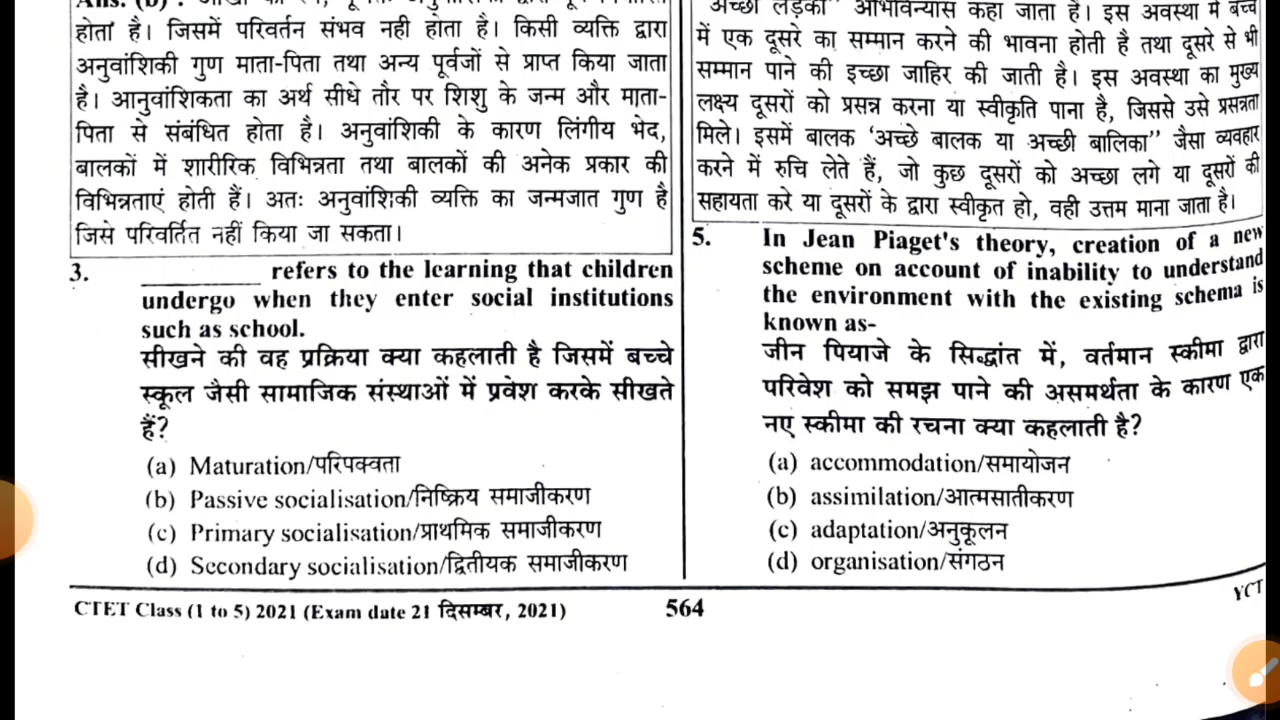 Ans. (b) :
होता है। जिसमें परिवर्तन संभव नही होता है। किसी व्यक्ति द्वारा
अनुवांशिकी गुण माता-पिता तथा अन्य पूर्वजों से प्राप्त किया जाता
है। आनुवांशिकता का अर्थ सीधे तौर पर शिशु के जन्म और माता-
पिता से संबंधित होता है। अनुवांशिकी के कारण लिंगीय भेद,
बालकों में शारीरिक विभिन्नता तथा बालकों की अनेक प्रकार की
विभिन्नताएं होती हैं। अतः अनुवांशिकी व्यक्ति का जन्मजात गुण है
जिसे परिवर्तित नहीं किया जा सकता।
3. ________ refers to the learning that children
undergo when they enter social institutions
such as school.
सीखने की वह प्रक्रिया क्या कहलाती है जिसमें बच्चे
स्कूल जैसी सामाजिक संस्थाओं में प्रवेश करके सीखते
हैं?
(a) Maturation/परिपक्वता
(b) Passive socialisation/निष्क्रिय समाजीकरण
(c) Primary socialisation/प्राथमिक समाजीकरण
(d) Secondary socialisation/द्वितीयक समाजीकरण
अच्छा लड़का" अभिविन्यास कहा जाता है। इस अवस्था में बच्चे
में एक दूसरे का सम्मान करने की भावना होती है तथा दूसरे से भी
सम्मान पाने की इच्छा जाहिर की जाती है। इस अवस्था का मुख्य
लक्ष्य दूसरों को प्रसन्न करना या स्वीकृति पाना है, जिससे उसे प्रसन्नता
मिले। इसमें बालक 'अच्छे बालक या अच्छी बालिका" जैसा व्यवहार
करने में रुचि लेते हैं, जो कुछ दूसरों को अच्छा लगे या दूसरों की
सहायता करे या दूसरों के द्वारा स्वीकृत हो, वही उत्तम माना जाता है।
5. In Jean Piaget's theory, creation of a new
scheme on account of inability to understand
the environment with the existing schema is
known as-
जीन पियाजे के सिद्धांत में, वर्तमान स्कीमा द्वारा
परिवेश को समझ पाने की असमर्थता के कारण एक
नए स्कीमा की रचना क्या कहलाती है?
(a) accommodation/समायोजन
(b) assimilation/आत्मसातीकरण
(c) adaptation/अनुकूलन
(d) organisation/संगठन
CTET Class (1 to 5) 2021 (Exam date 21 दिसम्बर, 2021)
564
YCT